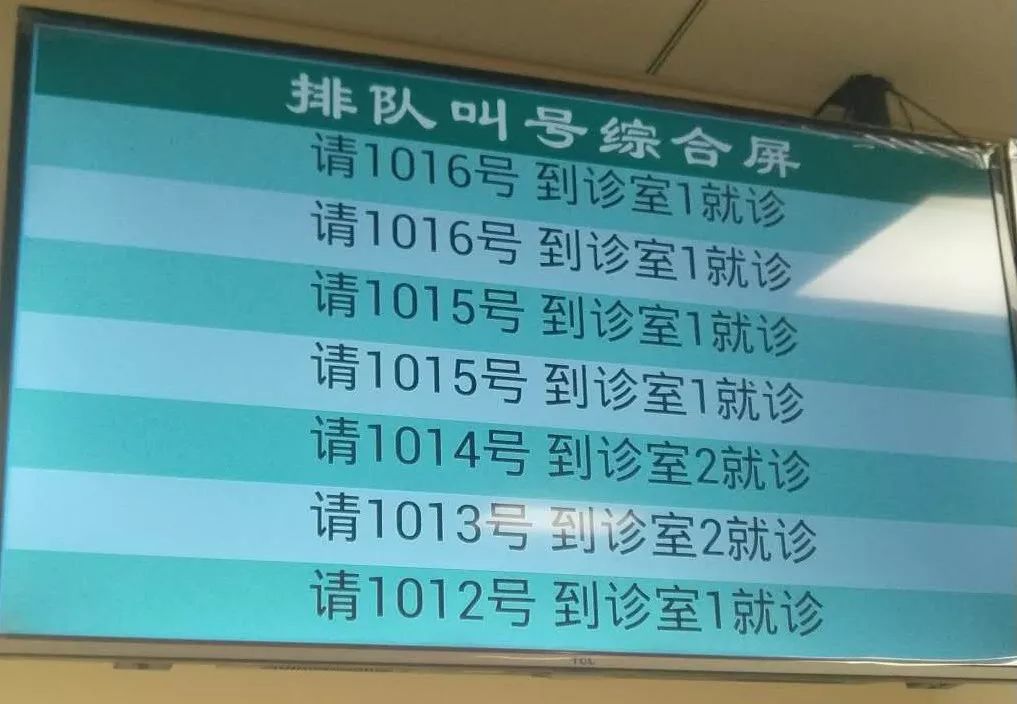 排队叫号综合屏
请1016号 到诊室1就诊
请1016号 到诊室1就诊
请1015号 到诊室1就诊
请1015号 到诊室1就诊
请1014号 到诊室2就诊
请1013号 到诊室2就诊
请1012号 到诊室1就诊
TCL